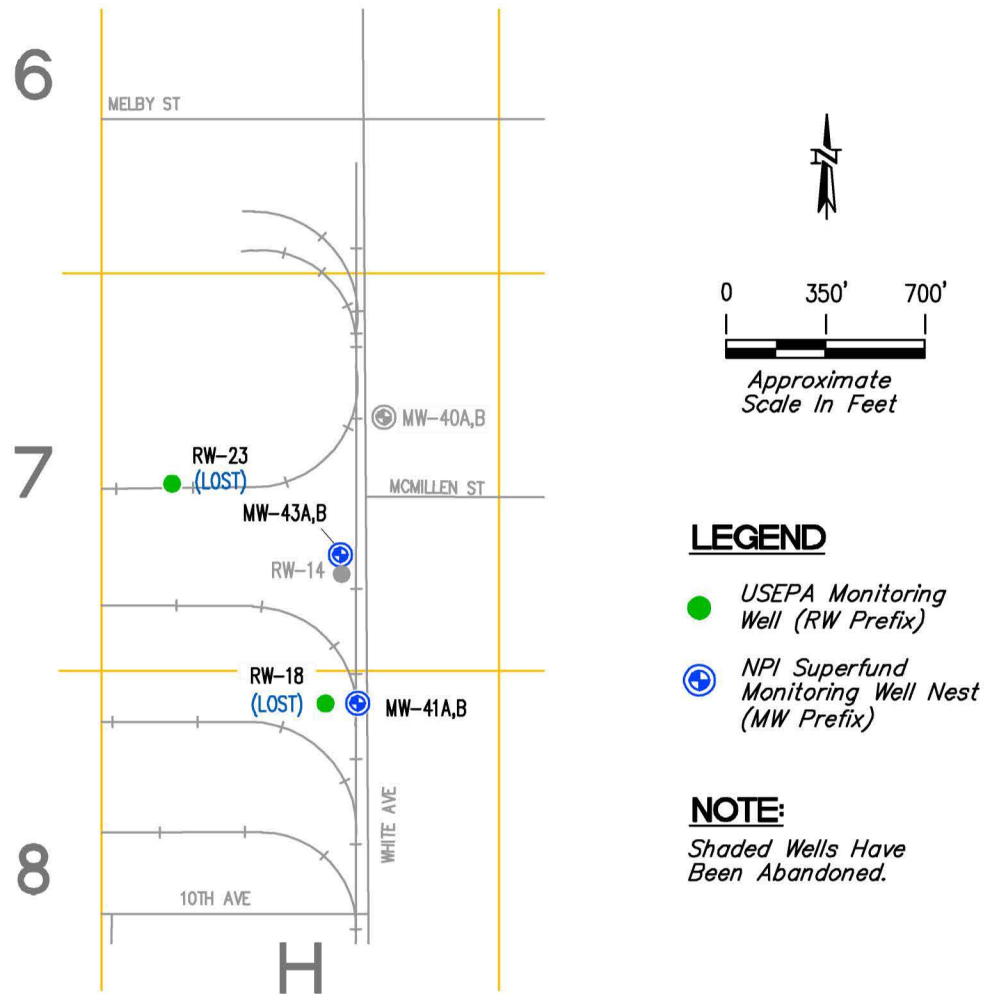 6
MELBY ST
N
0 350' 700'
Approximate
Scale In Feet
MW-40A,B
7
RW-23
(LOST)
MCMILLEN ST
MW-43A,B
RW-14
LEGEND
USEPA Monitoring
Well (RW Prefix)
NPI Superfund
Monitoring Well Nest
(MW Prefix)
RW-18
(LOST)
MW-41A,B
WHITE AVE
NOTE:
Shaded Wells Have
Been Abandoned.
8
10TH AVE
H